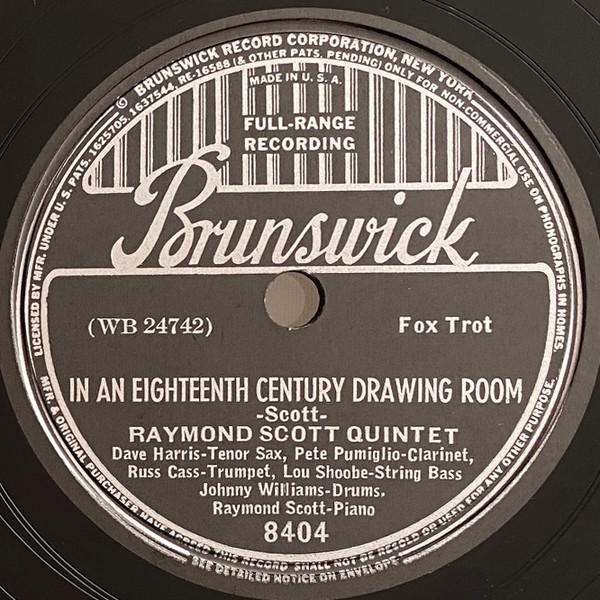 © BRUNSWICK RECORD CORPORATION, NEW YORK
LICENSED BY MFR. UNDER U. S. PATS. 1625705, 1637544, RE-16588 (& OTHER PATS. PENDING) ONLY FOR NON-COMMERCIAL USE ON PHONOGRAPHS IN HOMES.
MADE IN U.S.A.
FULL-RANGE
RECORDING
Brunswick
(WB 24742)
Fox Trot
IN AN EIGHTEENTH CENTURY DRAWING ROOM
-Scott-
RAYMOND SCOTT QUINTET
Dave Harris-Tenor Sax, Pete Pumiglio-Clarinet,
Russ Cass-Trumpet, Lou Shoobe-String Bass
Johnny Williams-Drums.
Raymond Scott-Piano
8404
MFR. & ORIGINAL PURCHASER HAVE AGREED THIS RECORD SHALL NOT BE RESOLD OR USED FOR ANY OTHER PURPOSE.
SEE DETAILED NOTICE ON ENVELOPE